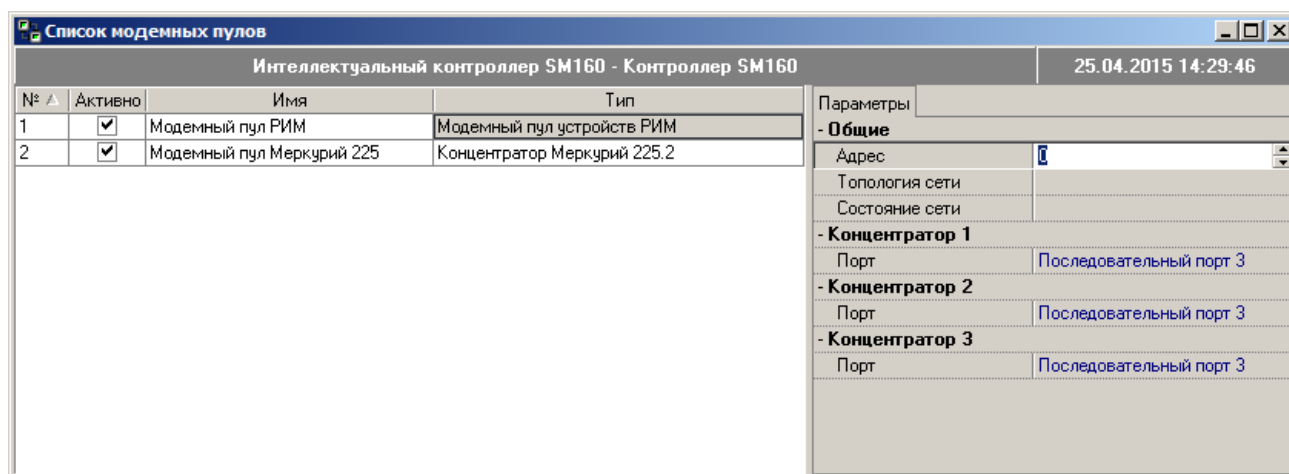 Список модемных пулов
Интеллектуальный контроллер SM160 - Контроллер SM160 25.04.2015 14:29:46
№ Активно Имя Тип
1 Модемный пул РИМ Модемный пул устройств РИМ
2 Модемный пул Меркурий 225 Концентратор Меркурий 225.2
Параметры
- Общие
Адрес 0
Топология сети
Состояние сети
- Концентратор 1
Порт Последовательный порт 3
- Концентратор 2
Порт Последовательный порт 3
- Концентратор 3
Порт Последовательный порт 3